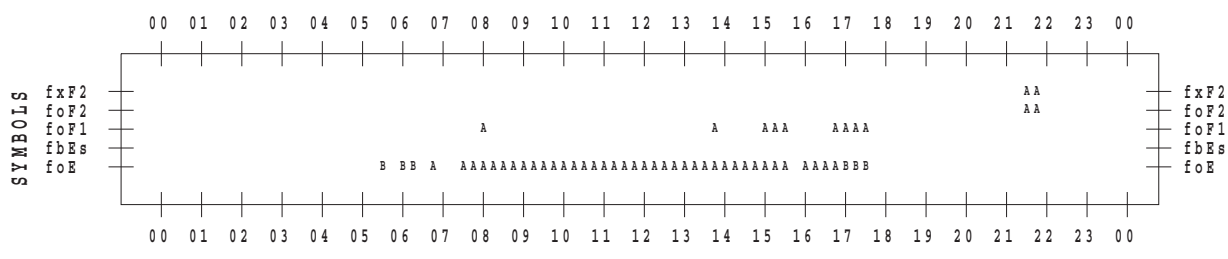 00 01 02 03 04 05 06 07 08 09 10 11 12 13 14 15 16 17 18 19 20 21 22 23 00
SYMBOLS
fxF2 AA fxF2
foF2 AA foF2
foF1 A A AAA AAAA foF1
fbEs fbEs
foE B BB A AAAAAAAAAAAAAAAAAAAAAAAAAAAAAAAAA AAAABBB foE
00 01 02 03 04 05 06 07 08 09 10 11 12 13 14 15 16 17 18 19 20 21 22 23 00